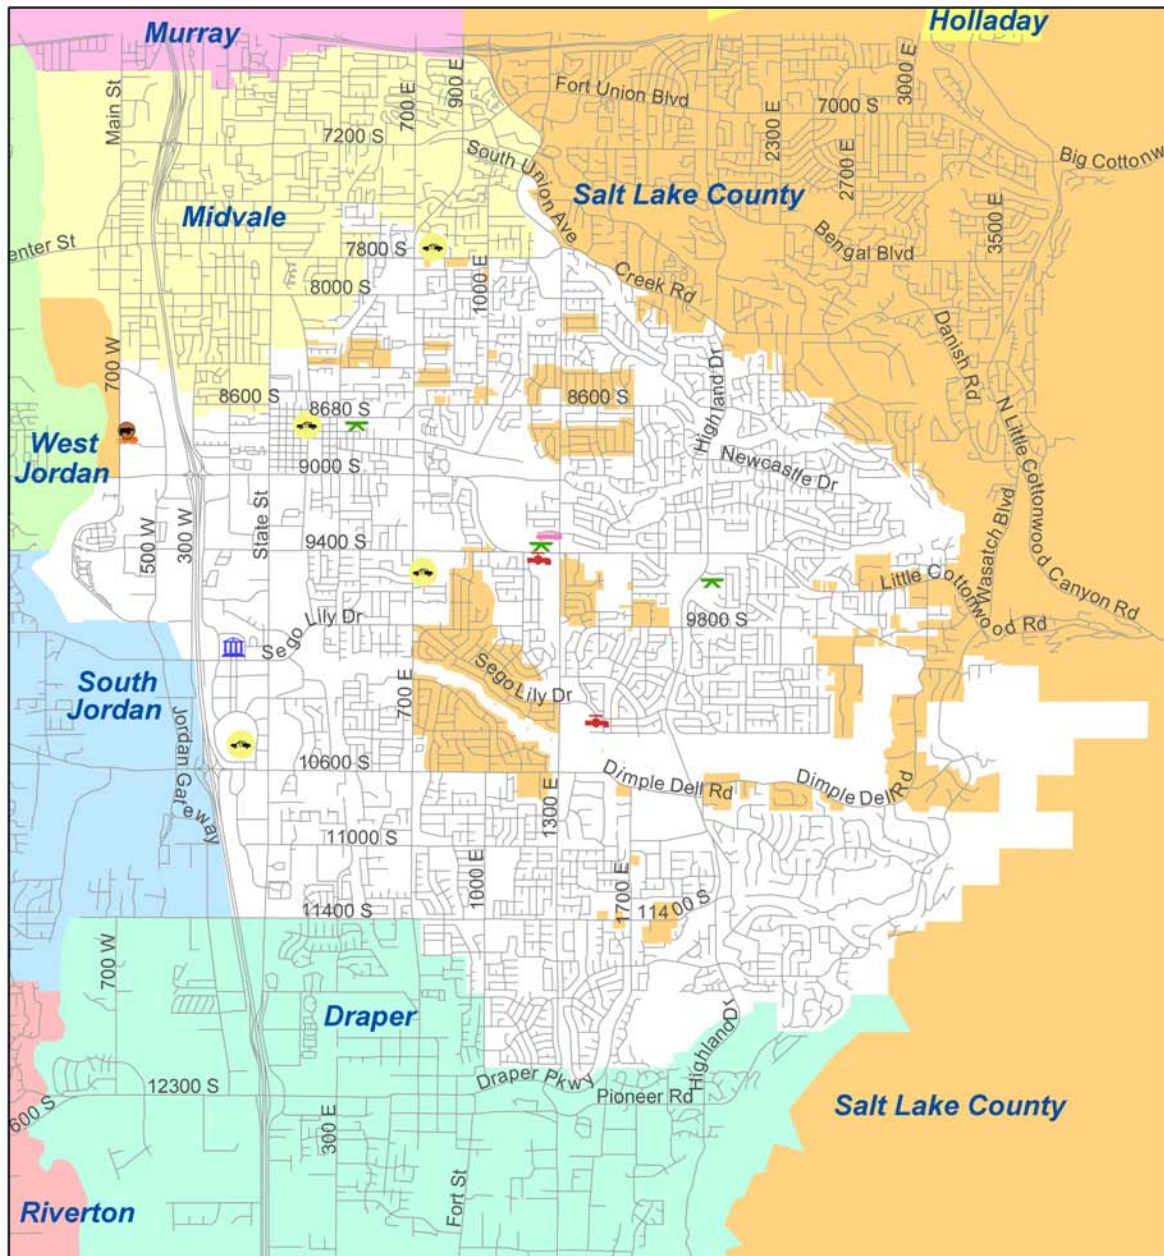 Murray
Holladay
Main St
700 E
900 E
Fort Union Blvd
7000 S
3000 E
2300 E
7200 S
2700 E
Big Cottonw
South Union Ave
Salt Lake County
Midvale
3500 E
enter St
7800 S
Bengal Blvd
1000 E
Creek Rd
8000 S
Danish Rd
700 W
Highland Dr
8600 S
8680 S
8600 S
N Little Cottonwood Canyon Rd
West
Jordan
9000 S
Newcastle Dr
State St
500 W
300 W
9400 S
Wasatch Blvd
Little Cottonwood Rd
9800 S
Sego Lily Dr
South
Jordan
Sego Lily Dr
700 E
Jordan Gateway
10600 S
Dimple Dell Rd
Dimple Dell Rd
1300 E
11000 S
1000 E
1700 E
11400 S
11400 S
700 W
Draper
Highland Dr
Draper Pkwy
12300 S
Pioneer Rd
600 S
300 E
Salt Lake County
Fort St
Riverton